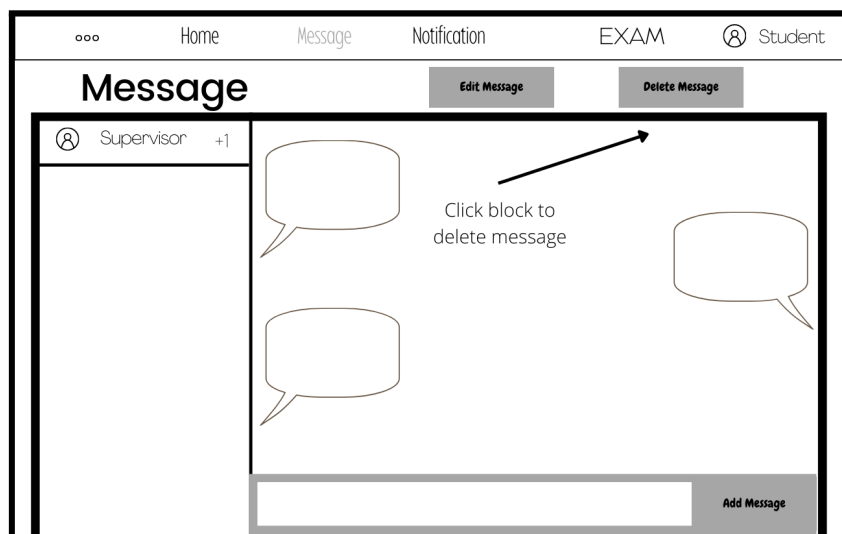 ooo Home Message Notification EXAM Student
Message Edit Message Delete Message
Supervisor +1
Click block to
delete message
Add Message